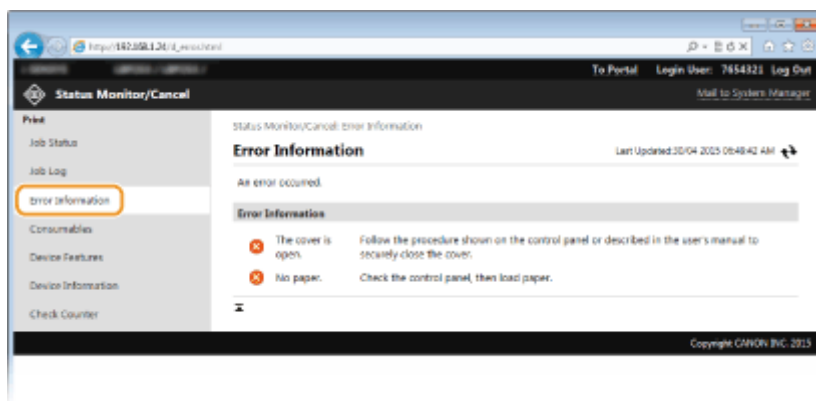 To Portal Login User: 7654321 Log Out
Status Monitor/Cancel
Mail to System Manager
Print
Job Status
Job Log
Error Information
Consumables
Device Features
Device Information
Check Counter
Status Monitor/Cancel: Error Information
Error Information
Last Updated:30/04 2015 06:48:42 AM
An error occurred.
Error Information
The cover is open.
Follow the procedure shown on the control panel or described in the user's manual to
securely close the cover.
No paper.
Check the control panel, then load paper.
Copyright CANON INC. 2015